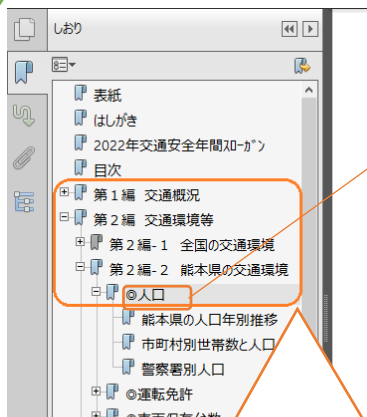 しおり
表紙
はしがき
2022年交通安全年間ｽﾛｰｶﾞﾝ
目次
第１編 交通概況
第２編 交通環境等
第２編-１ 全国の交通環境
第２編-２ 熊本県の交通環境
◎人口
熊本県の人口年別推移
市町村別世帯数と人口
警察署別人口
◎運転免許